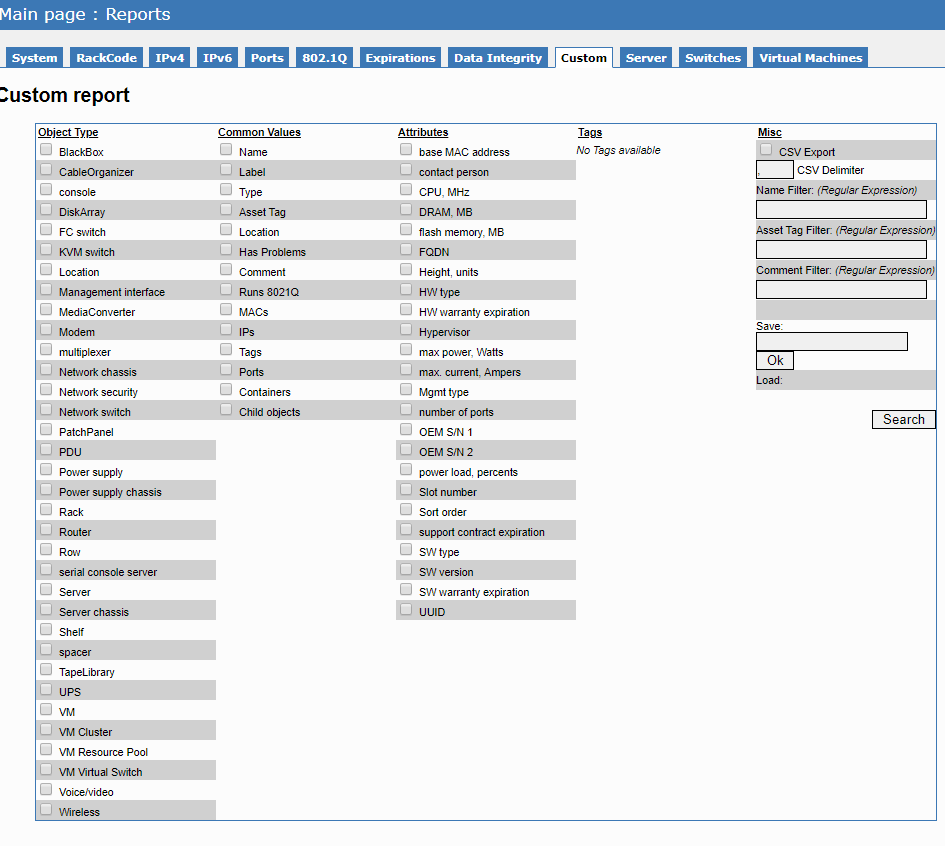 Main page : Reports
System RackCode IPv4 IPv6 Ports 802.1Q Expirations Data Integrity Custom Server Switches Virtual Machines
Custom report
Object Type
BlackBox
CableOrganizer
console
DiskArray
FC switch
KVM switch
Location
Management interface
MediaConverter
Modem
multiplexer
Network chassis
Network security
Network switch
PatchPanel
PDU
Power supply
Power supply chassis
Rack
Router
Row
serial console server
Server
Server chassis
Shelf
spacer
TapeLibrary
UPS
VM
VM Cluster
VM Resource Pool
VM Virtual Switch
Voice/video
Wireless
Common Values
Name
Label
Type
Asset Tag
Location
Has Problems
Comment
Runs 8021Q
MACs
IPs
Tags
Ports
Containers
Child objects
Attributes
base MAC address
contact person
CPU, MHz
DRAM, MB
flash memory, MB
FQDN
Height, units
HW type
HW warranty expiration
Hypervisor
max power, Watts
max. current, Ampers
Mgmt type
number of ports
OEM S/N 1
OEM S/N 2
power load, percents
Slot number
Sort order
support contract expiration
SW type
SW version
SW warranty expiration
UUID
Tags
No Tags available
Misc
CSV Export
, CSV Delimiter
Name Filter: (Regular Expression)
Asset Tag Filter: (Regular Expression)
Comment Filter: (Regular Expression)
Save:
Ok
Load:
Search